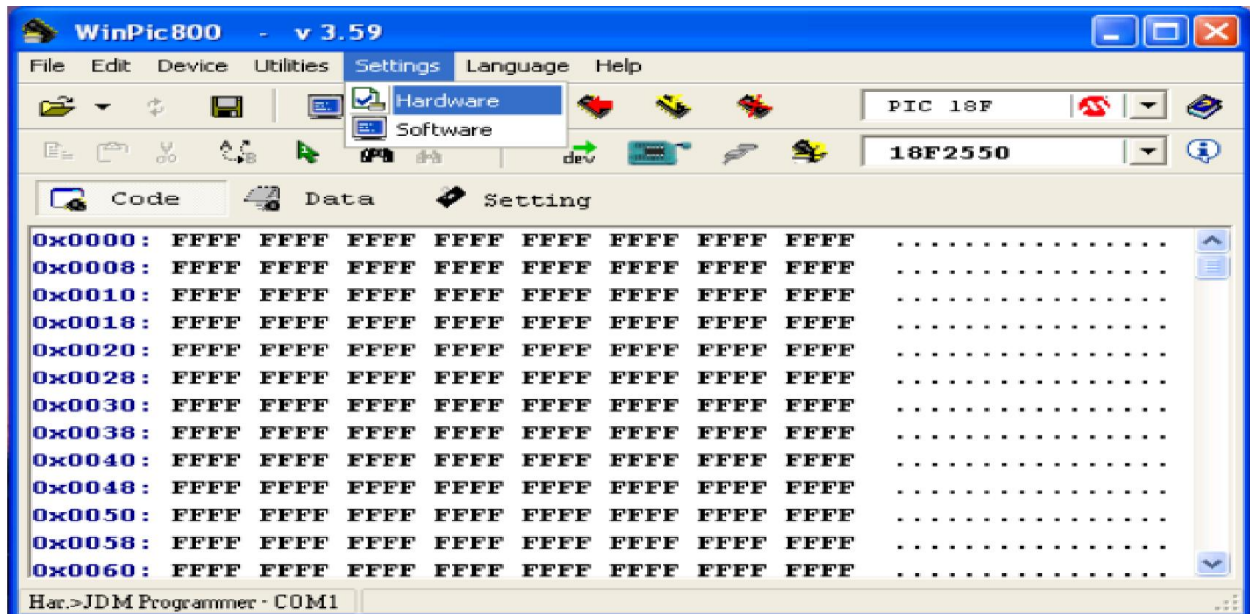 WinPic800 - v 3.59
File Edit Device Utilities Settings Language Help
Hardware
PIC 18F
Software
dev
18F2550
Code Data Setting
0x0000: FFFF FFFF FFFF FFFF FFFF FFFF FFFF FFFF ................
0x0008: FFFF FFFF FFFF FFFF FFFF FFFF FFFF FFFF ................
0x0010: FFFF FFFF FFFF FFFF FFFF FFFF FFFF FFFF ................
0x0018: FFFF FFFF FFFF FFFF FFFF FFFF FFFF FFFF ................
0x0020: FFFF FFFF FFFF FFFF FFFF FFFF FFFF FFFF ................
0x0028: FFFF FFFF FFFF FFFF FFFF FFFF FFFF FFFF ................
0x0030: FFFF FFFF FFFF FFFF FFFF FFFF FFFF FFFF ................
0x0038: FFFF FFFF FFFF FFFF FFFF FFFF FFFF FFFF ................
0x0040: FFFF FFFF FFFF FFFF FFFF FFFF FFFF FFFF ................
0x0048: FFFF FFFF FFFF FFFF FFFF FFFF FFFF FFFF ................
0x0050: FFFF FFFF FFFF FFFF FFFF FFFF FFFF FFFF ................
0x0058: FFFF FFFF FFFF FFFF FFFF FFFF FFFF FFFF ................
0x0060: FFFF FFFF FFFF FFFF FFFF FFFF FFFF FFFF ................
Har.>JDM Programmer - COM1